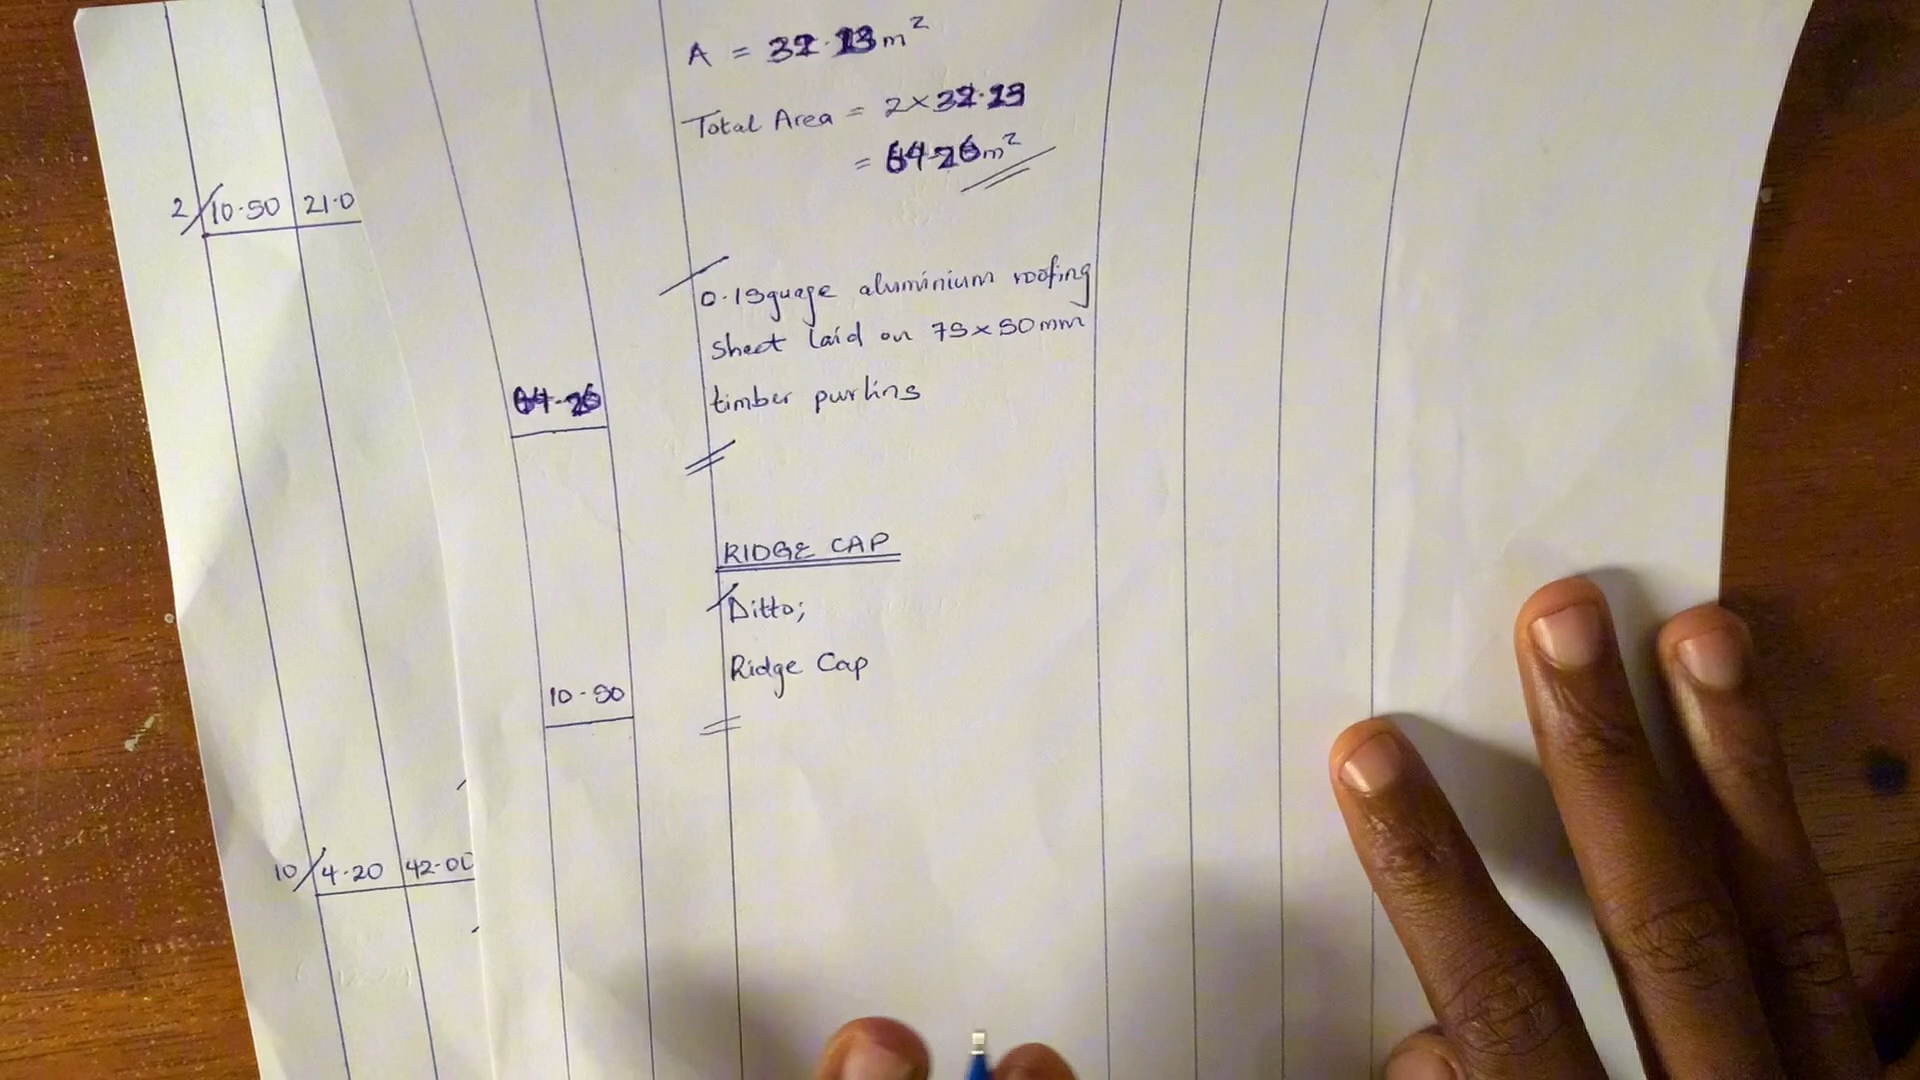 A = 32.13m²
Total Area = 2×32.13
= 64.26m²
2/10.50 21.0
0.15guage aluminium roofing
sheet laid on 75×50mm
64.26 timber purlins
RIDGE CAP
Ditto;
Ridge Cap
10.50
10/4.20 42.00